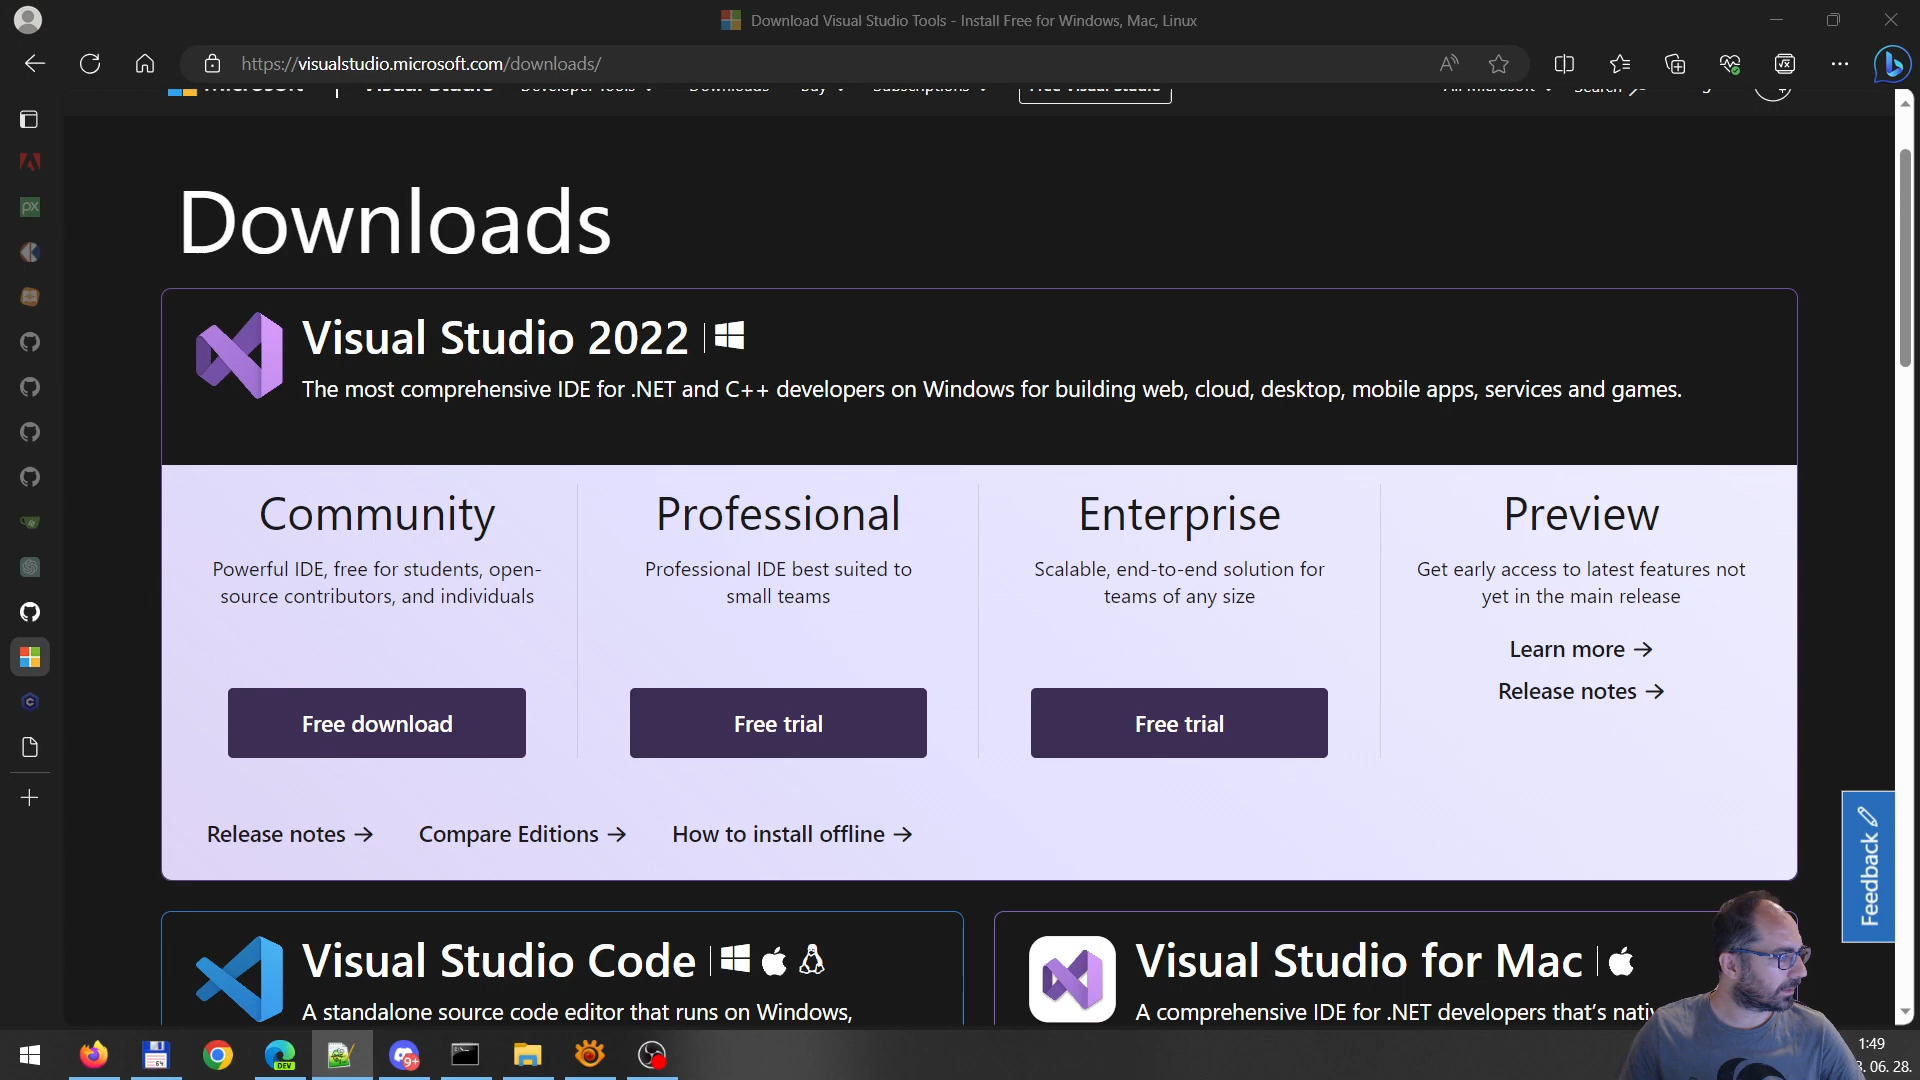 Download Visual Studio Tools - Install Free for Windows, Mac, Linux
https://visualstudio.microsoft.com/downloads/
Downloads
Visual Studio 2022
The most comprehensive IDE for .NET and C++ developers on Windows for building web, cloud, desktop, mobile apps, services and games.
Community
Powerful IDE, free for students, open-
source contributors, and individuals
Free download
Professional
Professional IDE best suited to
small teams
Free trial
Enterprise
Scalable, end-to-end solution for
teams of any size
Free trial
Preview
Get early access to latest features not
yet in the main release
Learn more →
Release notes →
Release notes →
Compare Editions →
How to install offline →
Feedback
Visual Studio Code
A standalone source code editor that runs on Windows,
Visual Studio for Mac
A comprehensive IDE for .NET developers that's
1:49
06. 28.